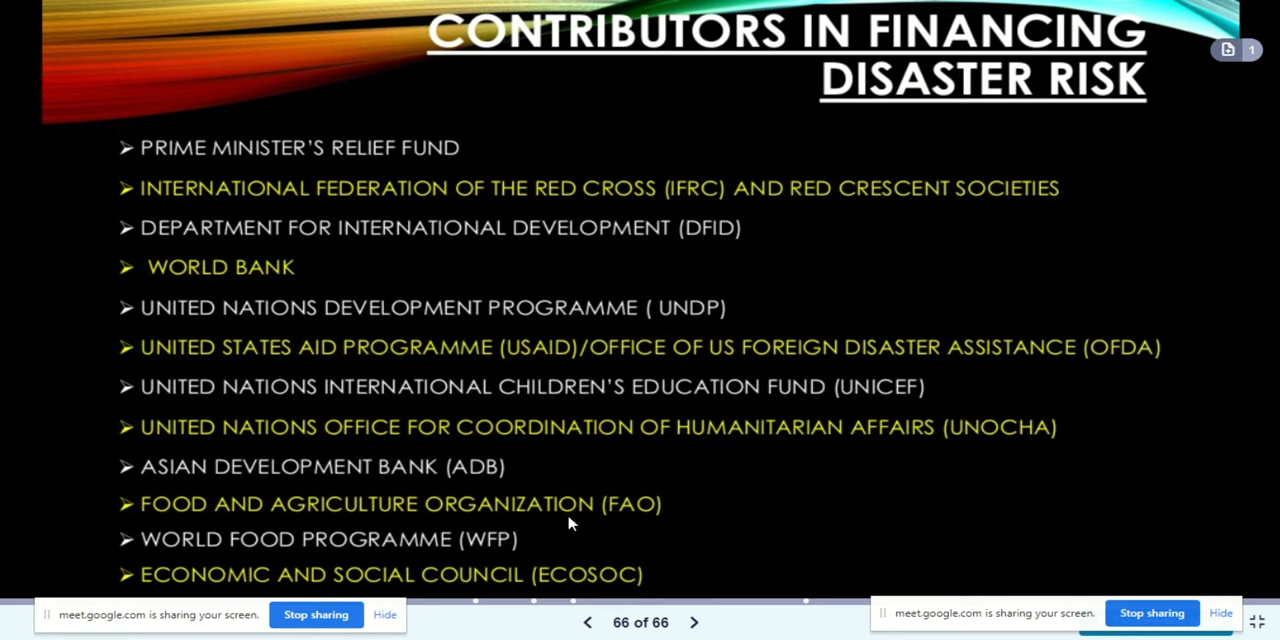 CONTRIBUTORS IN FINANCING
DISASTER RISK
1
➢ PRIME MINISTER'S RELIEF FUND
➢ INTERNATIONAL FEDERATION OF THE RED CROSS (IFRC) AND RED CRESCENT SOCIETIES
➢ DEPARTMENT FOR INTERNATIONAL DEVELOPMENT (DFID)
➢ WORLD BANK
➢ UNITED NATIONS DEVELOPMENT PROGRAMME ( UNDP)
➢ UNITED STATES AID PROGRAMME (USAID)/OFFICE OF US FOREIGN DISASTER ASSISTANCE (OFDA)
➢ UNITED NATIONS INTERNATIONAL CHILDREN'S EDUCATION FUND (UNICEF)
➢ UNITED NATIONS OFFICE FOR COORDINATION OF HUMANITARIAN AFFAIRS (UNOCHA)
➢ ASIAN DEVELOPMENT BANK (ADB)
➢ FOOD AND AGRICULTURE ORGANIZATION (FAO)
➢ WORLD FOOD PROGRAMME (WFP)
➢ ECONOMIC AND SOCIAL COUNCIL (ECOSOC)
meet.google.com is sharing your screen. Stop sharing Hide
66 of 66
meet.google.com is sharing your screen. Stop sharing Hide